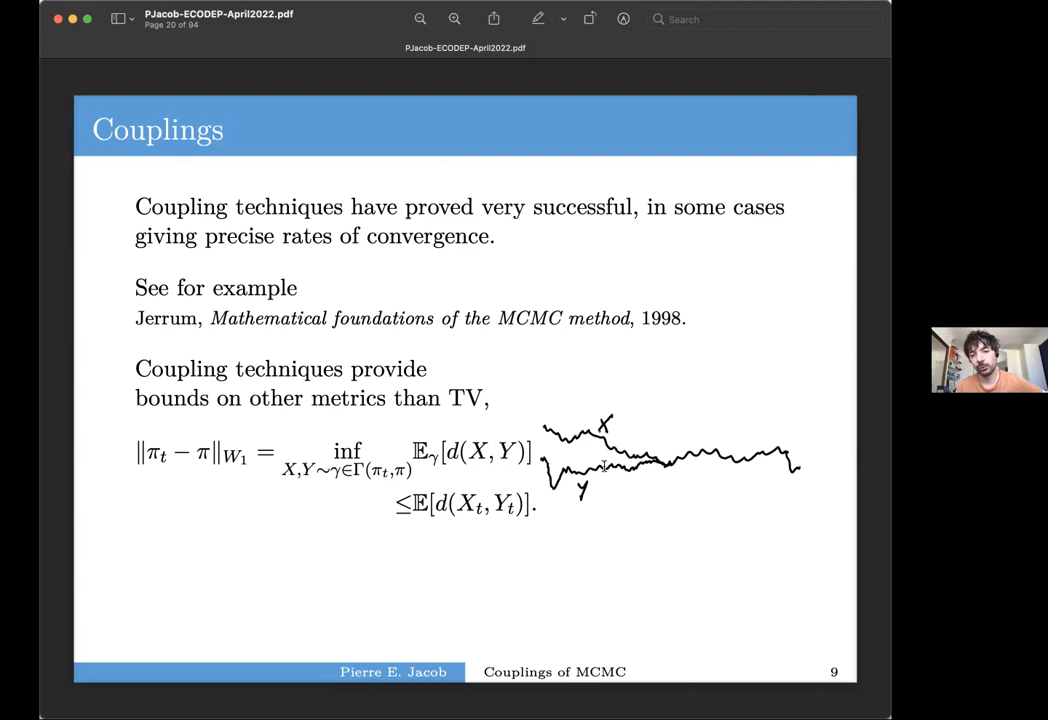 PJacob-ECODEP-April2022.pdf
Page 20 of 94
Search
PJacob-ECODEP-April2022.pdf
Couplings
Coupling techniques have proved very successful, in some cases
giving precise rates of convergence.
See for example
Jerrum, Mathematical foundations of the MCMC method, 1998.
Coupling techniques provide
bounds on other metrics than TV,
X
‖π_t − π‖_{W_1} = inf_{X,Y∼γ∈Γ(π_t,π)} 𝔼_γ[d(X, Y)]
Y
≤𝔼[d(X_t, Y_t)].
Pierre E. Jacob Couplings of MCMC 9